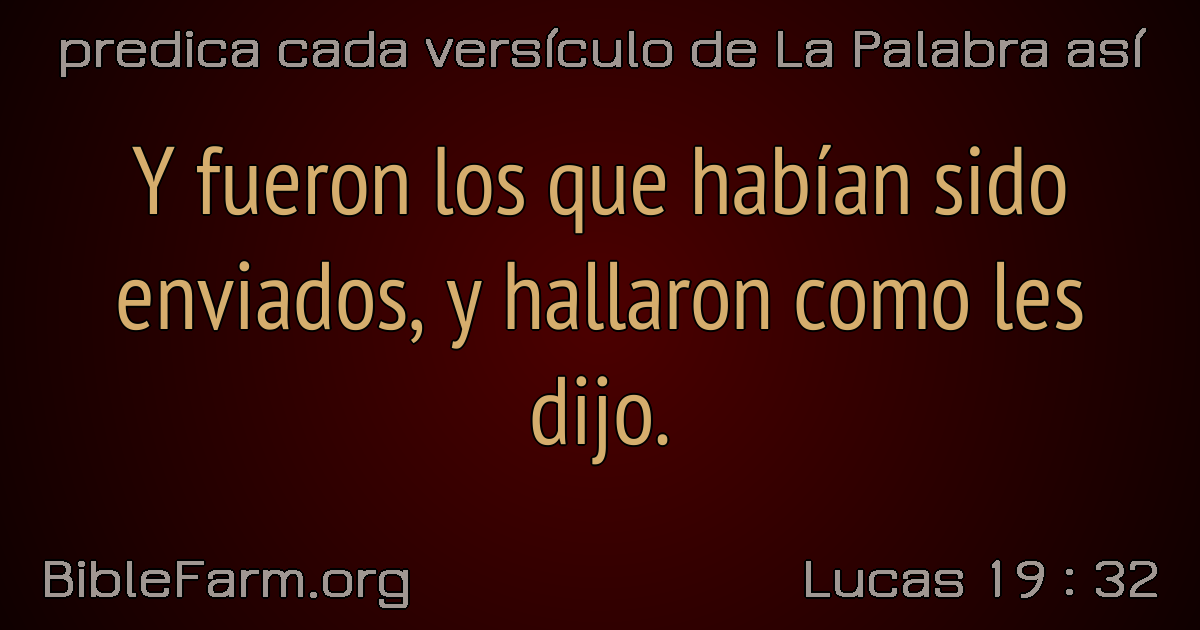 predica cada versículo de La Palabra así
Y fueron los que habían sido
enviados, y hallaron como les
dijo.
BibleFarm.org
Lucas 19 : 32